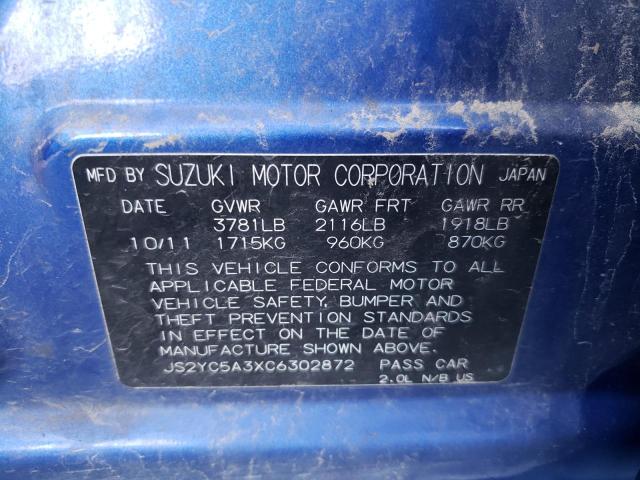 MFD BY SUZUKI MOTOR CORPORATION JAPAN
DATE GVWR GAWR FRT GAWR RR
3781LB 2116LB 1918LB
10/11 1715KG 960KG 870KG
THIS VEHICLE CONFORMS TO ALL
APPLICABLE FEDERAL MOTOR
VEHICLE SAFETY, BUMPER AND
THEFT PREVENTION STANDARDS
IN EFFECT ON THE DATE OF
MANUFACTURE SHOWN ABOVE.
JS2YC5A3XC6302872 PASS CAR
2.0L N/B US